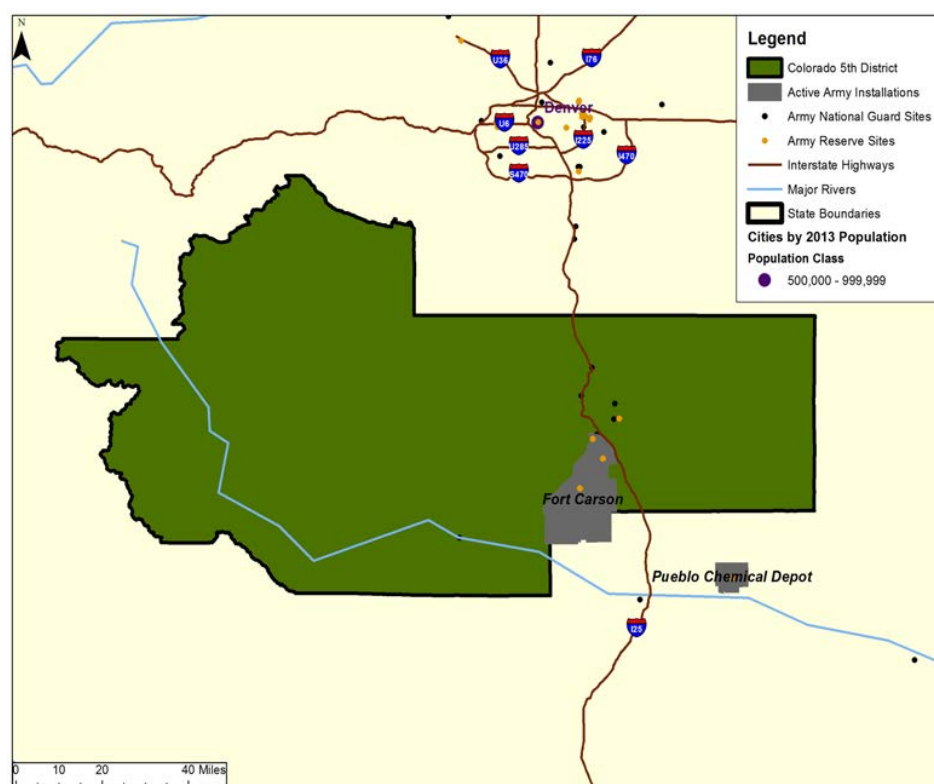 N
Legend
Colorado 5th District
Active Army Installations
Army National Guard Sites
Army Reserve Sites
Interstate Highways
Major Rivers
State Boundaries
Cities by 2013 Population
Population Class
500,000 - 999,999
U36
I76
Denver
U6
I225
U285
I470
S470
Fort Carson
Pueblo Chemical Depot
I25
0 10 20 40 Miles